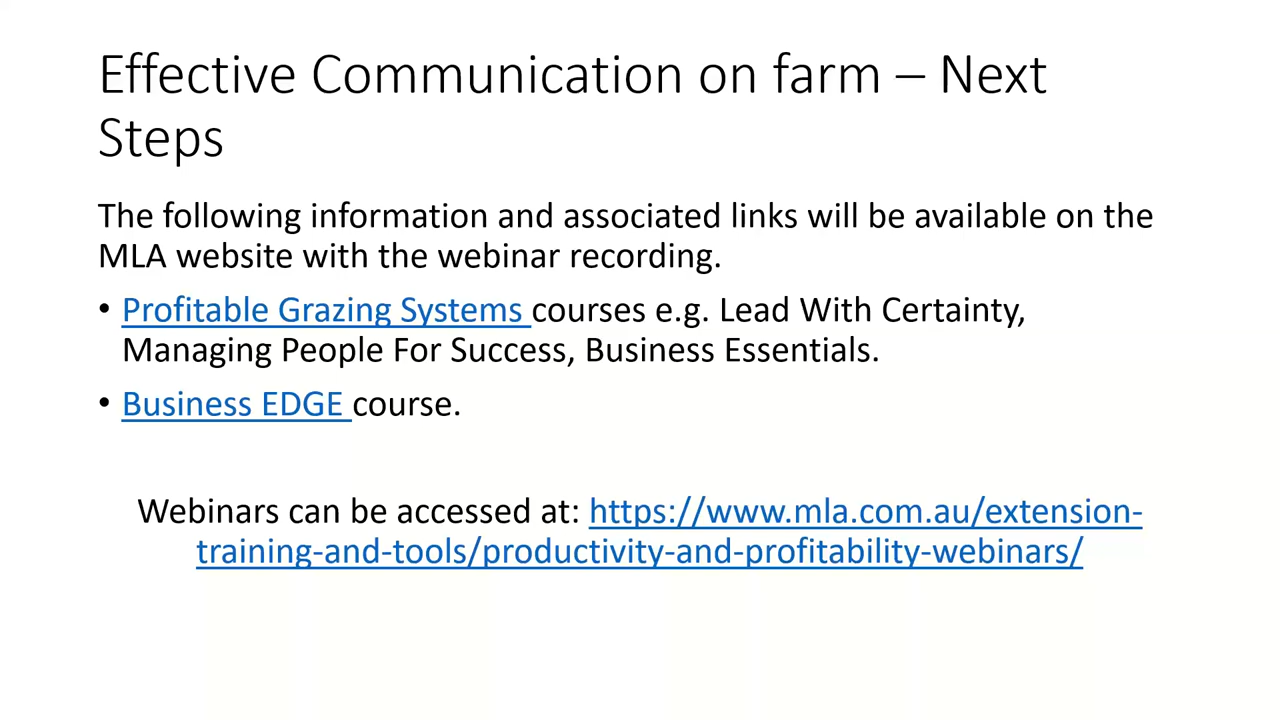 Effective Communication on farm – Next
Steps
The following information and associated links will be available on the
MLA website with the webinar recording.
• Profitable Grazing Systems courses e.g. Lead With Certainty,
Managing People For Success, Business Essentials.
• Business EDGE course.
Webinars can be accessed at: https://www.mla.com.au/extension-
training-and-tools/productivity-and-profitability-webinars/